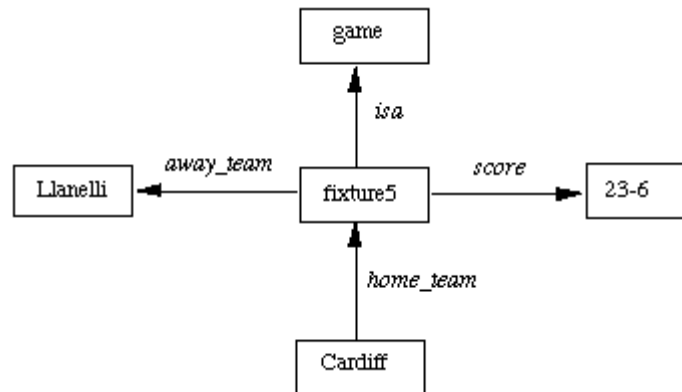 game
isa
away_team
score
Llanelli
fixture5
23-6
home_team
Cardiff